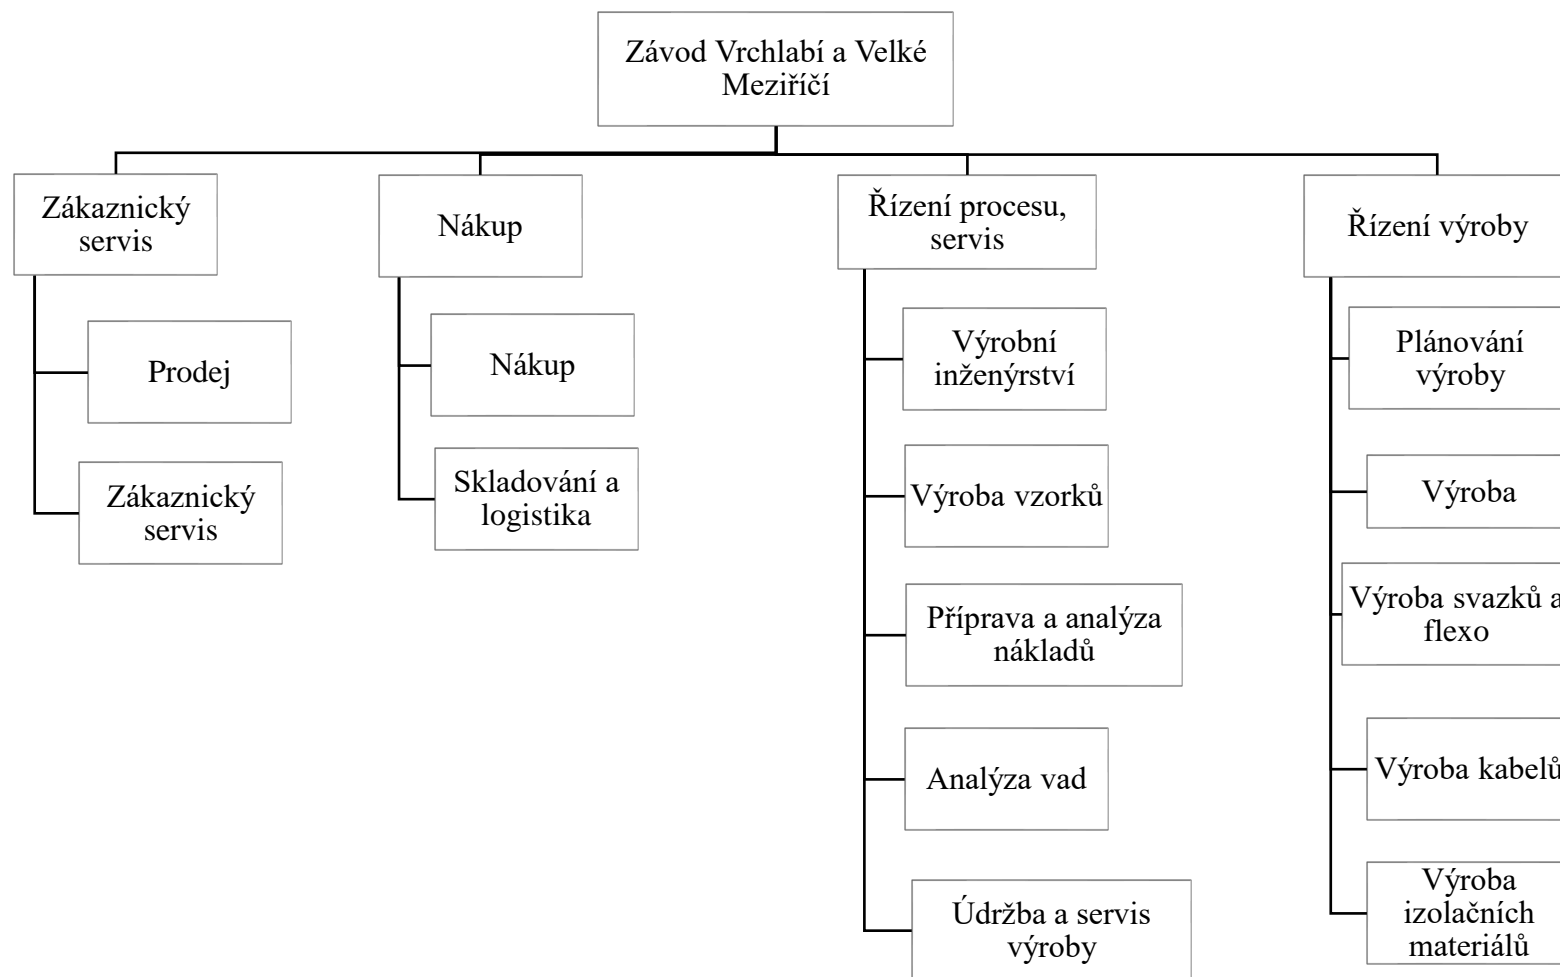 Závod Vrchlabí a Velké
Meziříčí
Zákaznický
servis
Prodej
Zákaznický
servis
Nákup
Nákup
Skladování a
logistika
Řízení procesu,
servis
Výrobní
inženýrství
Výroba vzorků
Příprava a analýza
nákladů
Analýza vad
Údržba a servis
výroby
Řízení výroby
Plánování
výroby
Výroba
Výroba svazků a
flexo
Výroba kabelů
Výroba
izolačních
materiálů